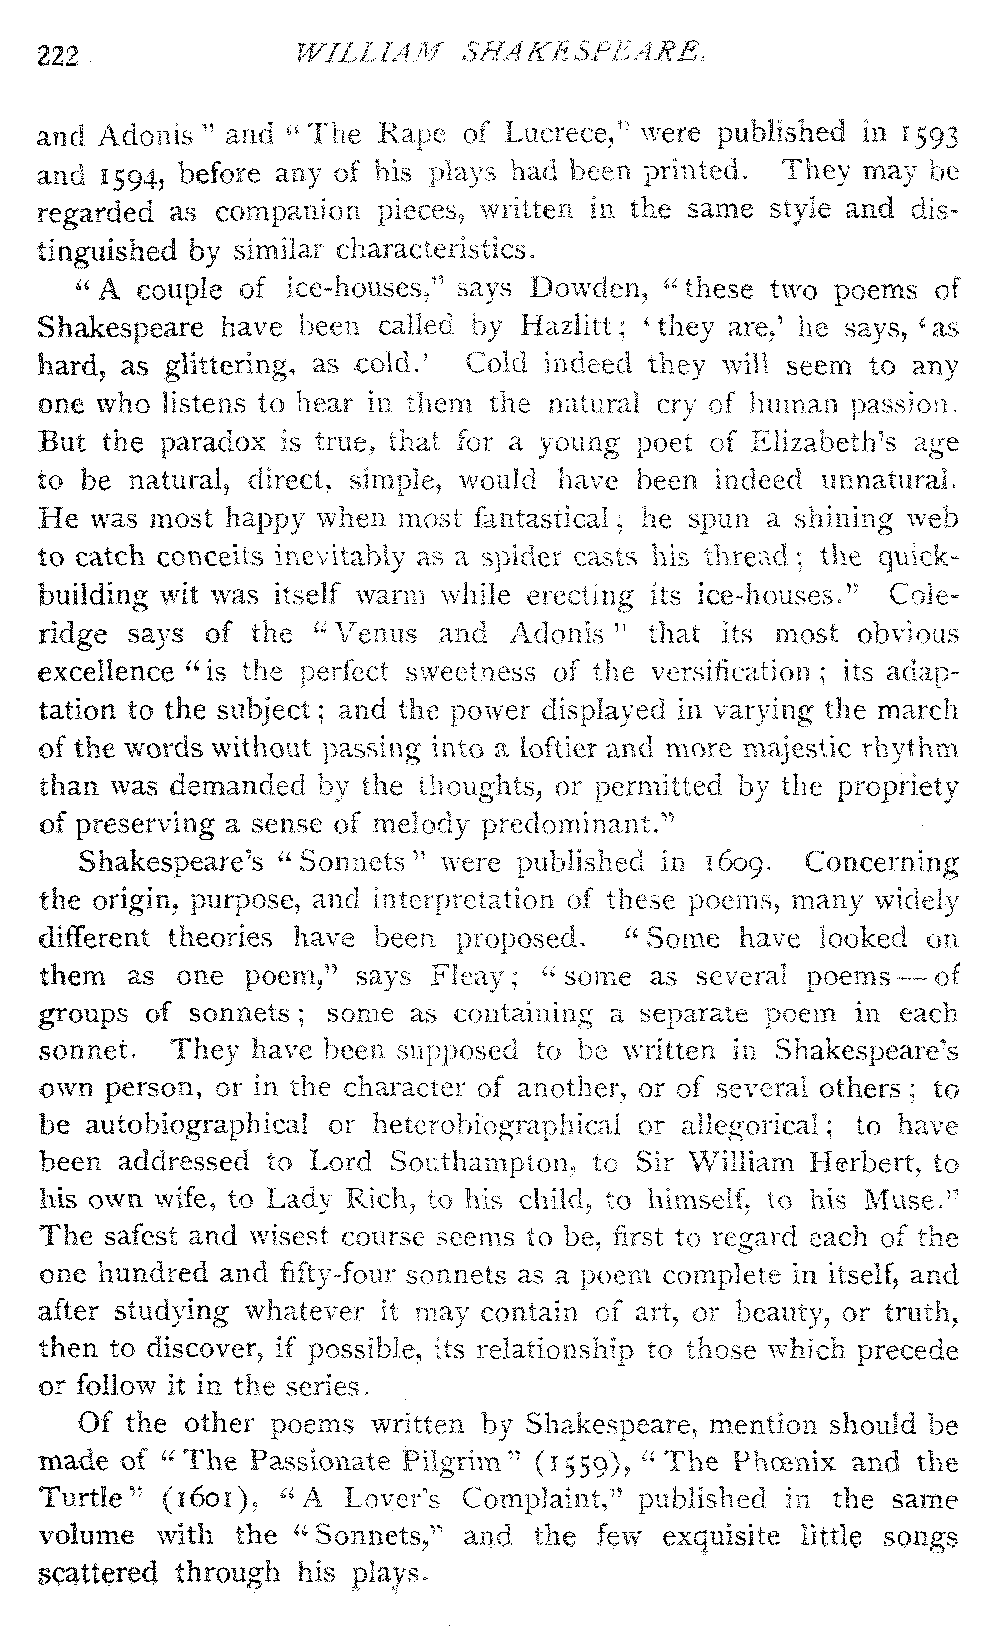 222 WILLIAM SHAKESPEARE.
and Adonis" and "The Rape of Lucrece," were published in 1593
and 1594, before any of his plays had been printed. They may be
regarded as companion pieces, written in the same style and dis-
tinguished by similar characteristics.
"A couple of ice-houses," says Dowden, "these two poems of
Shakespeare have been called by Hazlitt; 'they are,' he says, 'as
hard, as glittering, as cold.' Cold indeed they will seem to any
one who listens to hear in them the natural cry of human passion.
But the paradox is true, that for a young poet of Elizabeth's age
to be natural, direct, simple, would have been indeed unnatural.
He was most happy when most fantastical; he spun a shining web
to catch conceits inevitably as a spider casts his thread; the quick-
building wit was itself warm while erecting its ice-houses." Cole-
ridge says of the "Venus and Adonis" that its most obvious
excellence "is the perfect sweetness of the versification; its adap-
tation to the subject; and the power displayed in varying the march
of the words without passing into a loftier and more majestic rhythm
than was demanded by the thoughts, or permitted by the propriety
of preserving a sense of melody predominant."
Shakespeare's "Sonnets" were published in 1609. Concerning
the origin, purpose, and interpretation of these poems, many widely
different theories have been proposed. "Some have looked on
them as one poem," says Fleay; "some as several poems—of
groups of sonnets; some as containing a separate poem in each
sonnet. They have been supposed to be written in Shakespeare's
own person, or in the character of another, or of several others; to
be autobiographical or heterobiographical or allegorical; to have
been addressed to Lord Southampton, to Sir William Herbert, to
his own wife, to Lady Rich, to his child, to himself, to his Muse."
The safest and wisest course seems to be, first to regard each of the
one hundred and fifty-four sonnets as a poem complete in itself, and
after studying whatever it may contain of art, or beauty, or truth,
then to discover, if possible, its relationship to those which precede
or follow it in the series.
Of the other poems written by Shakespeare, mention should be
made of "The Passionate Pilgrim" (1559), "The Phœnix and the
Turtle" (1601), "A Lover's Complaint," published in the same
volume with the "Sonnets," and the few exquisite little songs
scattered through his plays.